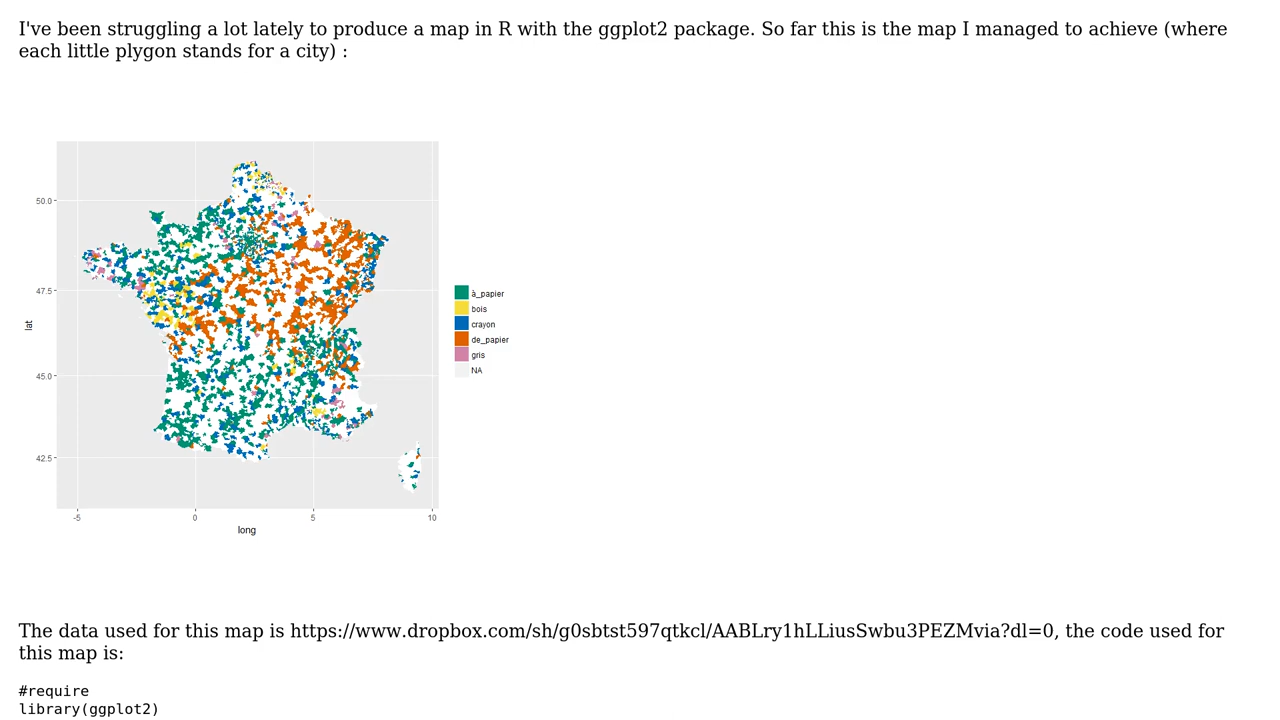 I've been struggling a lot lately to produce a map in R with the ggplot2 package. So far this is the map I managed to achieve (where
each little plygon stands for a city) :
50.0
47.5
lat
45.0
42.5
-5 0 5 10
long
à_papier
bois
crayon
de_papier
gris
NA
The data used for this map is https://www.dropbox.com/sh/g0sbtst597qtkcl/AABLry1hLLiusSwbu3PEZMvia?dl=0, the code used for
this map is:
#require
library(ggplot2)